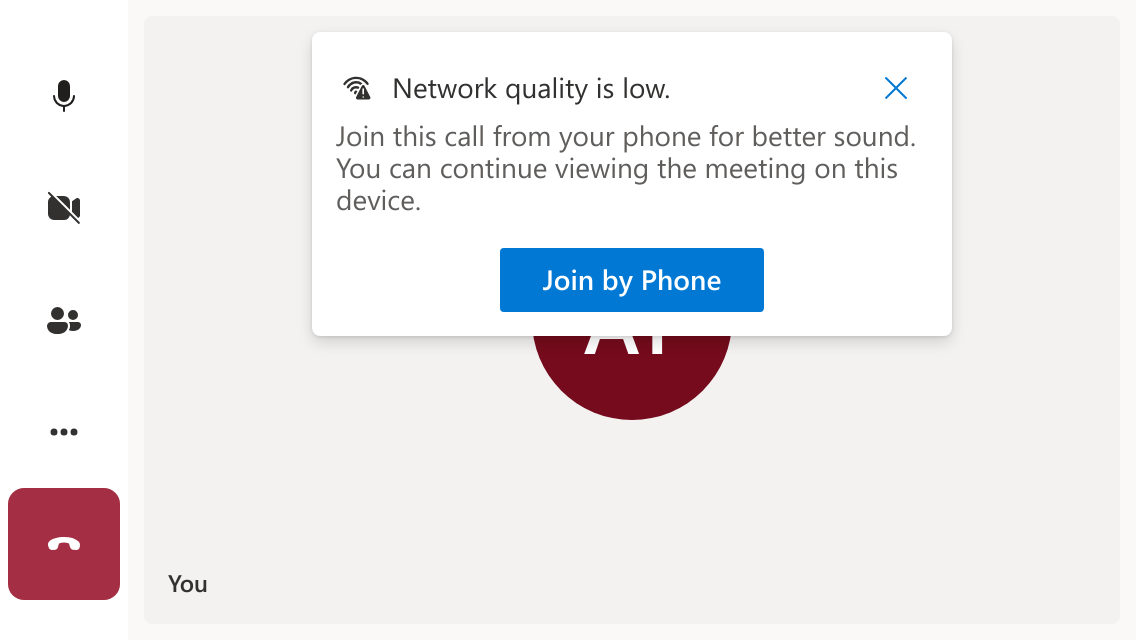 Network quality is low.
Join this call from your phone for better sound.
You can continue viewing the meeting on this
device.
Join by Phone
You